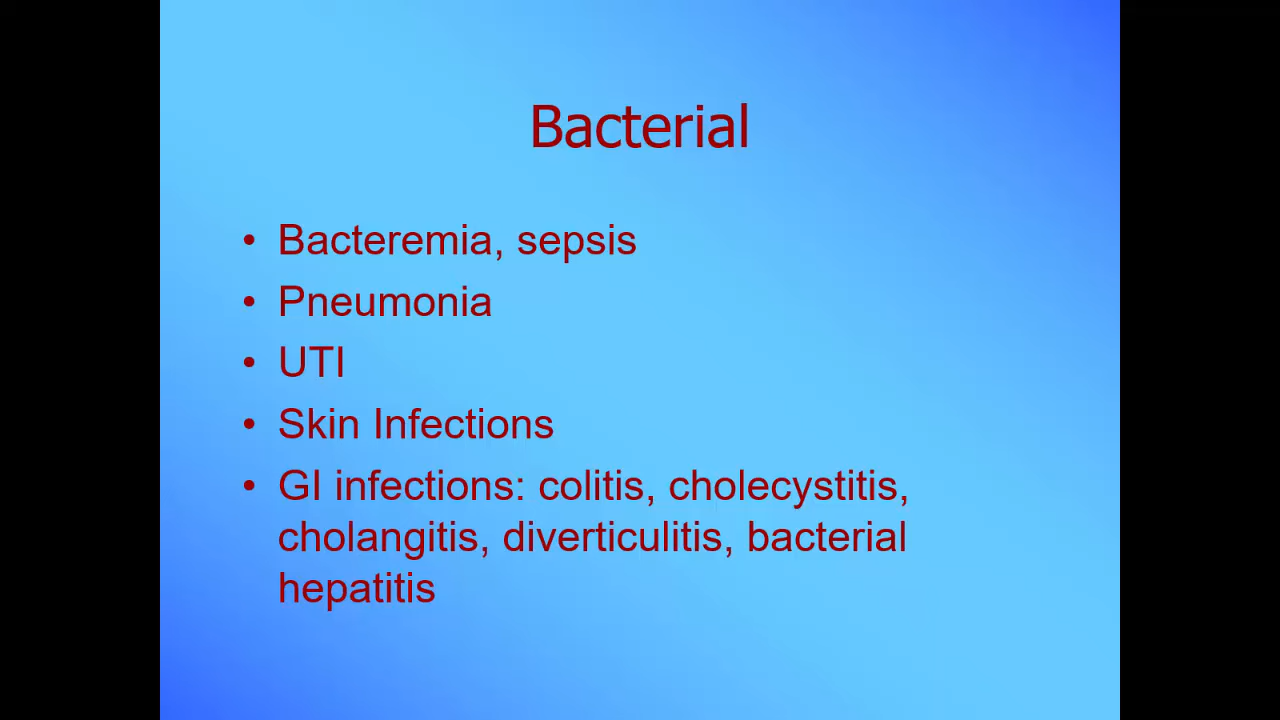 Bacterial
• Bacteremia, sepsis
• Pneumonia
• UTI
• Skin Infections
• GI infections: colitis, cholecystitis,
cholangitis, diverticulitis, bacterial
hepatitis